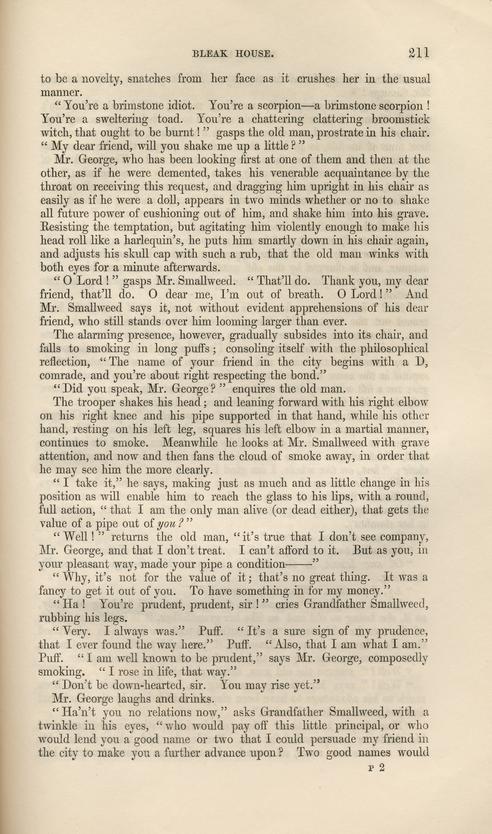 BLEAK HOUSE. 211
to be a novelty, snatches from her face as it crushes her in the usual
manner.
“ You're a brimstone idiot. You're a scorpion—a brimstone scorpion !
You're a sweltering toad. You're a chattering clattering broomstick
witch, that ought to be burnt ! ” gasps the old man, prostrate in his chair.
“ My dear friend, will you shake me up a little ? ”
Mr. George, who has been looking first at one of them and then at the
other, as if he were demented, takes his venerable acquaintance by the
throat on receiving this request, and dragging him upright in his chair as
easily as if he were a doll, appears in two minds whether or no to shake
all future power of cushioning out of him, and shake him into his grave.
Resisting the temptation, but agitating him violently enough to make his
head roll like a harlequin's, he puts him smartly down in his chair again,
and adjusts his skull cap with such a rub, that the old man winks with
both eyes for a minute afterwards.
“ O Lord ! ” gasps Mr. Smallweed. “ That'll do. Thank you, my dear
friend, that'll do. O dear me, I'm out of breath. O Lord ! ” And
Mr. Smallweed says it, not without evident apprehensions of his dear
friend, who still stands over him looming larger than ever.
The alarming presence, however, gradually subsides into its chair, and
falls to smoking in long puffs ; consoling itself with the philosophical
reflection, “ The name of your friend in the city begins with a D,
comrade, and you're about right respecting the bond.”
“ Did you speak, Mr. George ? ” enquires the old man.
The trooper shakes his head ; and leaning forward with his right elbow
on his right knee and his pipe supported in that hand, while his other
hand, resting on his left leg, squares his left elbow in a martial manner,
continues to smoke. Meanwhile he looks at Mr. Smallweed with grave
attention, and now and then fans the cloud of smoke away, in order that
he may see him the more clearly.
“ I take it,” he says, making just as much and as little change in his
position as will enable him to reach the glass to his lips, with a round,
full action, “ that I am the only man alive (or dead either), that gets the
value of a pipe out of you ? ”
“ Well ! ” returns the old man, “ it's true that I don't see company,
Mr. George, and that I don't treat. I can't afford to it. But as you, in
your pleasant way, made your pipe a condition——”
“ Why, it's not for the value of it ; that's no great thing. It was a
fancy to get it out of you. To have something in for my money.”
“ Ha ! You're prudent, prudent, sir ! ” cries Grandfather Smallweed,
rubbing his legs.
“ Very. I always was.” Puff. “ It's a sure sign of my prudence,
that I ever found the way here.” Puff. “ Also, that I am what I am.”
Puff. “ I am well known to be prudent,” says Mr. George, composedly
smoking. “ I rose in life, that way.”
“ Don't be down-hearted, sir. You may rise yet.”
Mr. George laughs and drinks.
“ Ha'n't you no relations now,” asks Grandfather Smallweed, with a
twinkle in his eyes, “ who would pay off this little principal, or who
would lend you a good name or two that I could persuade my friend in
the city to make you a further advance upon ? Two good names would
P 2